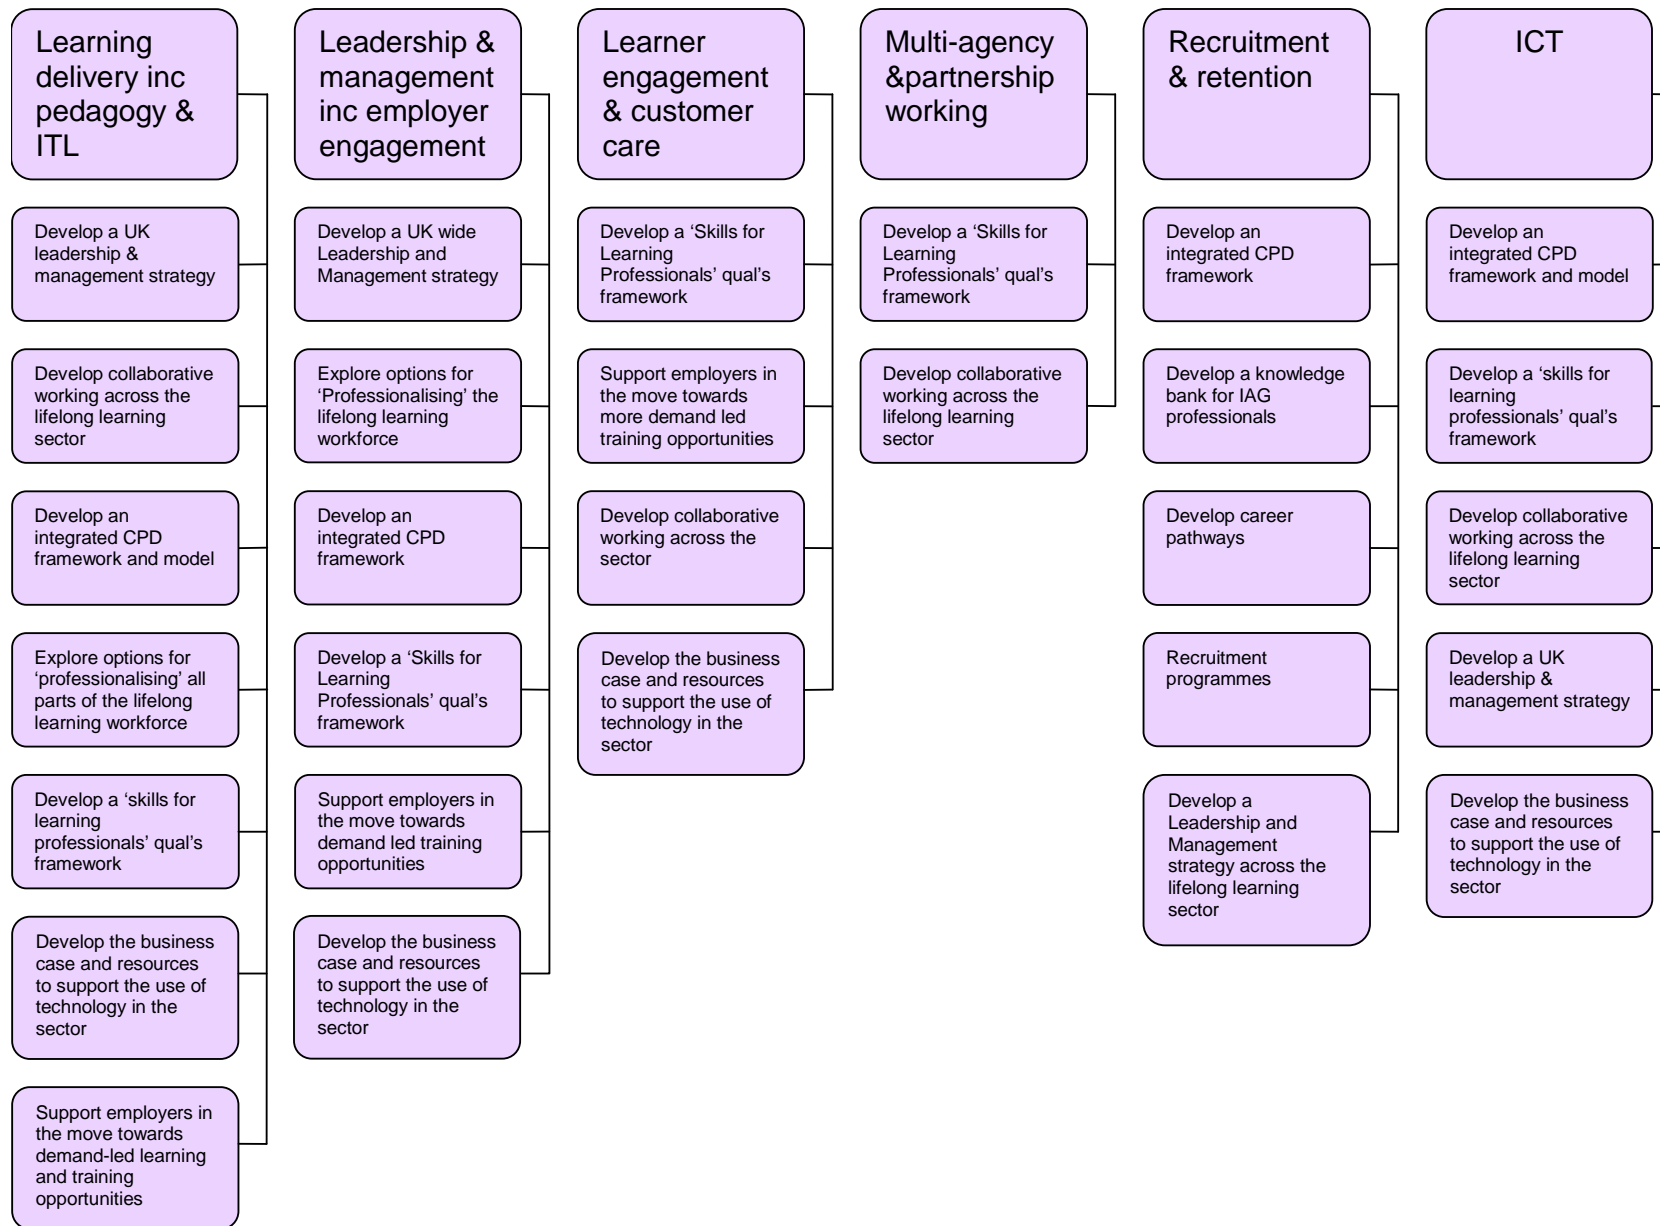 Learning
delivery inc
pedagogy &
ITL
Develop a UK
leadership &
management strategy
Develop collaborative
working across the
lifelong learning
sector
Develop an
integrated CPD
framework and model
Explore options for
‘professionalising’ all
parts of the lifelong
learning workforce
Develop a ‘skills for
learning
professionals’ qual’s
framework
Develop the business
case and resources
to support the use of
technology in the
sector
Support employers in
the move towards
demand-led learning
and training
opportunities
Leadership &
management
inc employer
engagement
Develop a UK wide
Leadership and
Management strategy
Explore options for
‘Professionalising’ the
lifelong learning
workforce
Develop an
integrated CPD
framework
Develop a ‘Skills for
Learning
Professionals’ qual’s
framework
Support employers in
the move towards
demand led training
opportunities
Develop the business
case and resources
to support the use of
technology in the
sector
Learner
engagement
& customer
care
Develop a ‘Skills for
Learning
Professionals’ qual’s
framework
Support employers in
the move towards
more demand led
training opportunities
Develop collaborative
working across the
sector
Develop the business
case and resources
to support the use of
technology in the
sector
Multi-agency
&partnership
working
Develop a ‘Skills for
Learning
Professionals’ qual’s
framework
Develop collaborative
working across the
lifelong learning
sector
Recruitment
& retention
Develop an
integrated CPD
framework
Develop a knowledge
bank for IAG
professionals
Develop career
pathways
Recruitment
programmes
Develop a
Leadership and
Management
strategy across the
lifelong learning
sector
ICT
Develop an
integrated CPD
framework and model
Develop a ‘skills for
learning
professionals’ qual’s
framework
Develop collaborative
working across the
lifelong learning
sector
Develop a UK
leadership &
management strategy
Develop the business
case and resources
to support the use of
technology in the
sector